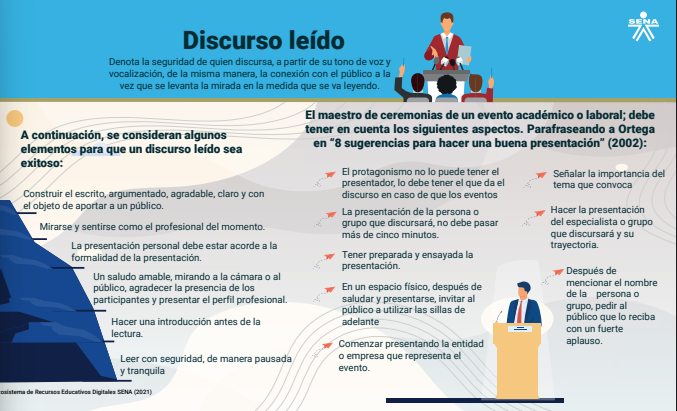 SENA
Discurso leído
Denota la seguridad de quien discursa, a partir de su tono de voz y
vocalización, de la misma manera, la conexión con el público a la
vez que se levanta la mirada en la medida que se va leyendo.
A continuación, se consideran algunos
elementos para que un discurso leído sea
exitoso:
Construir el escrito, argumentado, agradable, claro y con
el objeto de aportar a un público.
Mirarse y sentirse como el profesional del momento.
La presentación personal debe estar acorde a la
formalidad de la presentación.
Un saludo amable, mirando a la cámara o al
público, agradecer la presencia de los
participantes y presentar el perfil profesional.
Hacer una introducción antes de la
lectura.
Leer con seguridad, de manera pausada
y tranquila
cosistema de Recursos Educativos Digitales SENA (2021)
El maestro de ceremonias de un evento académico o laboral; debe
tener en cuenta los siguientes aspectos. Parafraseando a Ortega
en “8 sugerencias para hacer una buena presentación” (2002):
El protagonismo no lo puede tener el
presentador, lo debe tener el que da el
discurso en caso de que los eventos
La presentación de la persona o
grupo que discursará, no debe pasar
más de cinco minutos.
Tener preparada y ensayada la
presentación.
En un espacio físico, después de
saludar y presentarse, invitar al
público a utilizar las sillas de
adelante
Comenzar presentando la entidad
o empresa que representa el
evento.
Señalar la importancia del
tema que convoca
Hacer la presentación
del especialista o grupo
que discursará y su
trayectoria.
Después de
mencionar el nombre
de la persona o
grupo, pedir al
público que lo reciba
con un fuerte
aplauso.